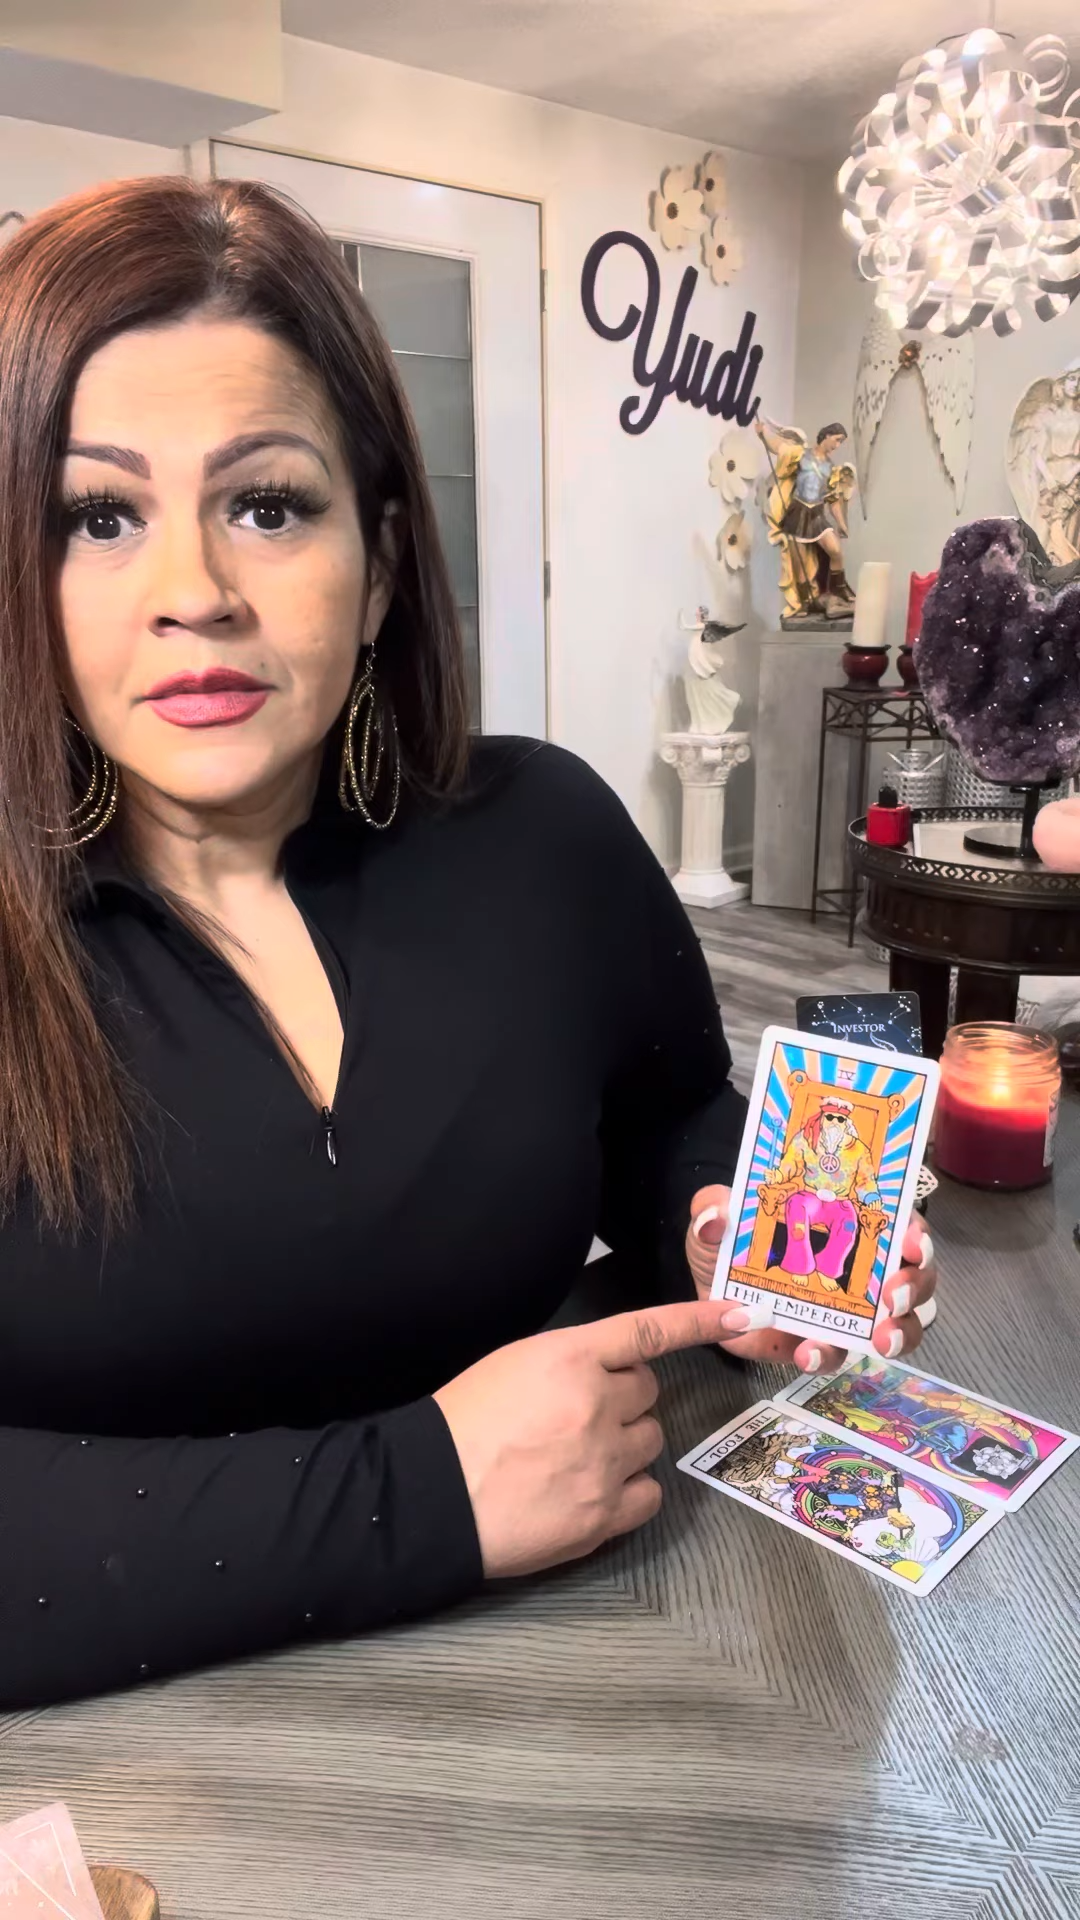 Yudi
INVESTOR
IV
THE EMPEROR.
THE FOOL.